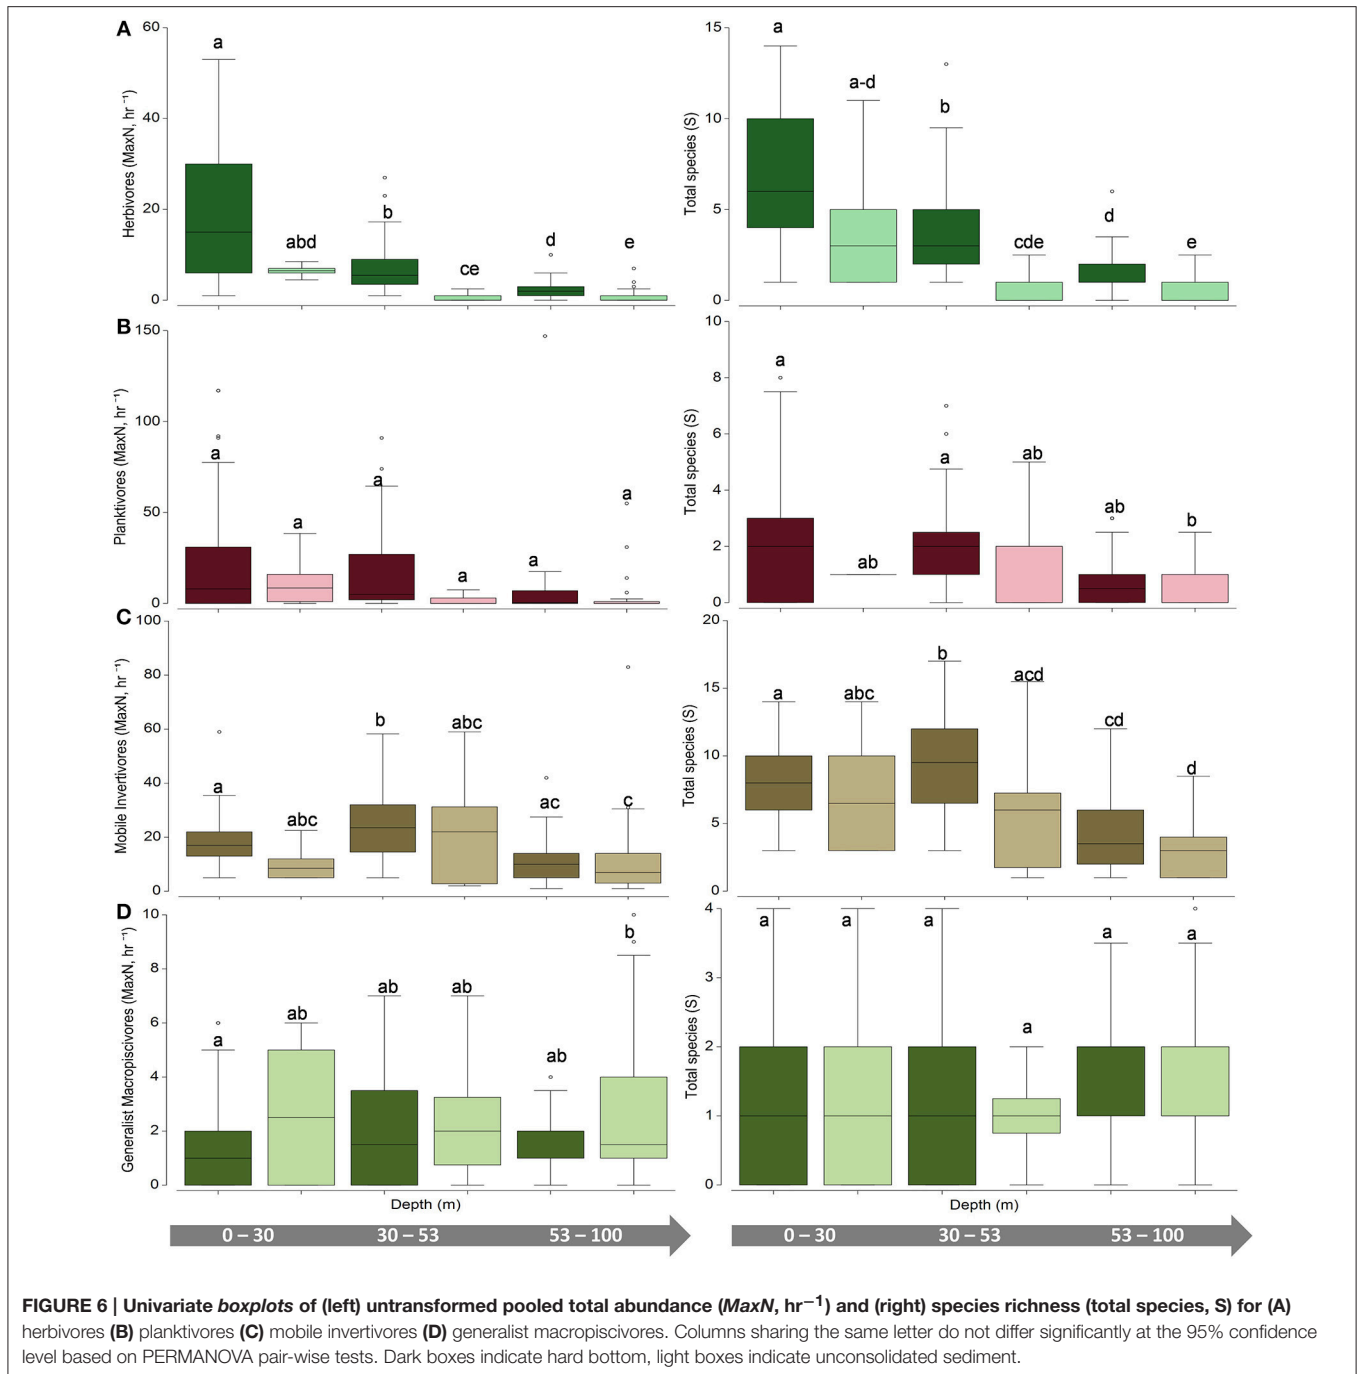 A
Herbivores (MaxN, hr ⁻¹)
60
40
20
0
a
abd
b
ce
d
e
Total species (S)
15
10
5
0
a
a-d
b
cde
d
e
B
Planktivores (MaxN, hr ⁻¹)
150
100
50
0
a
a
a
a
a
a
Total species (S)
10
8
6
4
2
0
a
ab
a
ab
ab
b
C
Mobile Invertivores (MaxN, hr ⁻¹)
100
80
60
40
20
0
a
abc
b
abc
ac
c
Total species (S)
20
15
10
5
0
a
abc
b
acd
cd
d
D
Generalist Macropiscivores (MaxN, hr ⁻¹)
10
8
6
4
2
0
a
ab
ab
ab
ab
b
Total species (S)
4
3
2
1
0
a
a
a
a
a
a
Depth (m)
Depth (m)
0 – 30 30 – 53 53 – 100
0 – 30 30 – 53 53 – 100
FIGURE 6 | Univariate boxplots of (left) untransformed pooled total abundance (MaxN, hr−1) and (right) species richness (total species, S) for (A)
herbivores (B) planktivores (C) mobile invertivores (D) generalist macropiscivores. Columns sharing the same letter do not differ significantly at the 95% confidence
level based on PERMANOVA pair-wise tests. Dark boxes indicate hard bottom, light boxes indicate unconsolidated sediment.